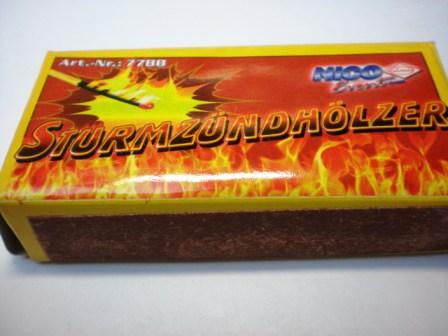 Art.-Nr.: 7788
NICO
STURMZÜNDHÖLZER